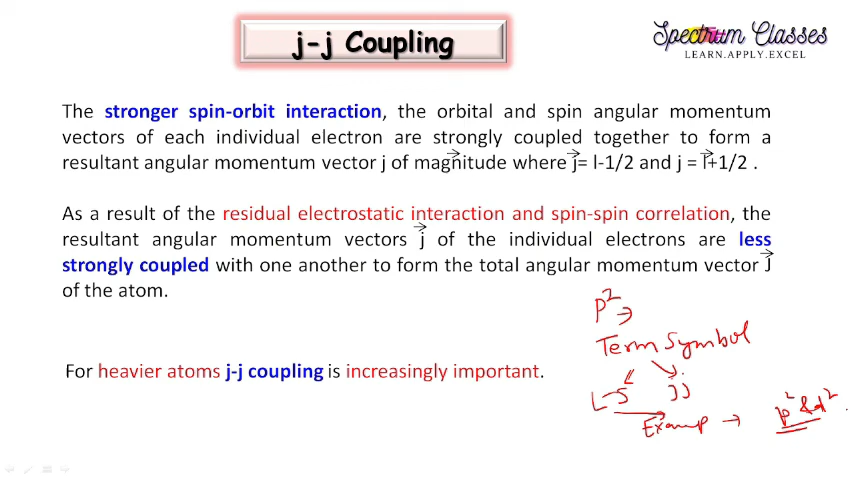 j-j Coupling
Spectrum Classes
LEARN.APPLY.EXCEL
The stronger spin-orbit interaction, the orbital and spin angular momentum
vectors of each individual electron are strongly coupled together to form a
resultant angular momentum vector j of magnitude where j= l-1/2 and j = l+1/2 .
As a result of the residual electrostatic interaction and spin-spin correlation, the
resultant angular momentum vectors j of the individual electrons are less
strongly coupled with one another to form the total angular momentum vector J
of the atom.
For heavier atoms j-j coupling is increasingly important.
p² →
Term Symbol
L-S jj
Examp → p² & d²